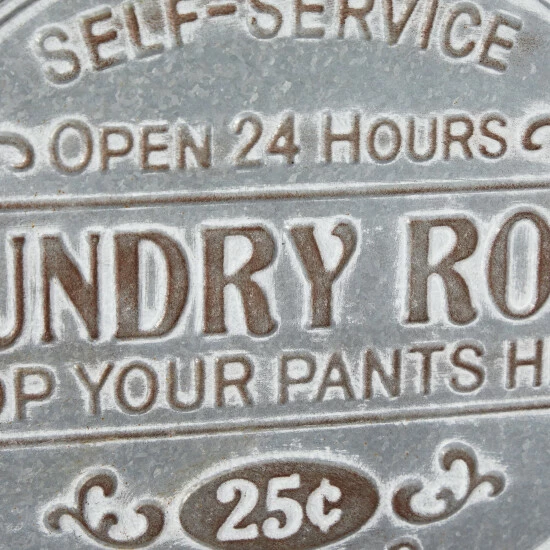 SELF-SERVICE
OPEN 24 HOURS
UNDRY RO
OP YOUR PANTS H
25¢